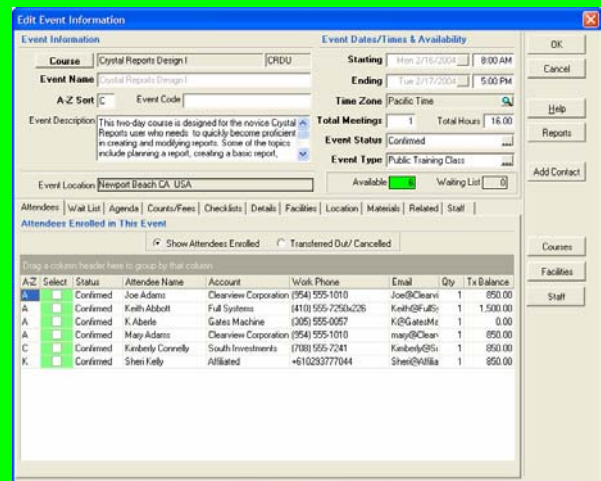 Edit Event Information
Event Information
Event Dates/Times & Availability
OK
Course Crystal Reports Design I CRDU
Starting Mon 2/16/2004 8:00 AM
Cancel
Event Name Crystal Reports Design I
Ending Tue 2/17/2004 5:00 PM
A-Z Sort C Event Code
Time Zone Pacific Time
Help
Event Description This two-day course is designed for the novice Crystal
Reports user who needs to quickly become proficient
in creating and modifying reports. Some of the topics
include planning a report, creating a basic report,
Total Meetings 1 Total Hours 16.00
Reports
Event Status Confirmed
Event Type Public Training Class
Add Contact
Event Location Newport Beach CA USA
Available 6 Waiting List 0
Attendees Wait List Agenda Counts/Fees Checklists Details Facilities Location Materials Related Staff
Attendees Enrolled in This Event
Show Attendees Enrolled Transferred Out/ Cancelled
Courses
Drag a column header here to group by that column
Facilities
A-Z Select Status Attendee Name Account Work Phone Email Qty Tx Balance
A Confirmed Joe Adams Clearview Corporation (954) 555-1010 Joe@Clearvi 1 850.00
Staff
A Confirmed Keith Abbott Full Systems (410) 555-7250x226 Keith@FullSy 1 1,500.00
A Confirmed K Aberle Gates Machine (305) 555-0057 K@GatesMa 1 0.00
A Confirmed Mary Adams Clearview Corporation (954) 555-1010 mary@Clear 1 850.00
C Confirmed Kimberly Connelly South Investments (708) 555-7241 Kimberly@S 1 850.00
K Confirmed Sheri Kelly Affiliated +610293777044 Sheri@Affilia 1 850.00